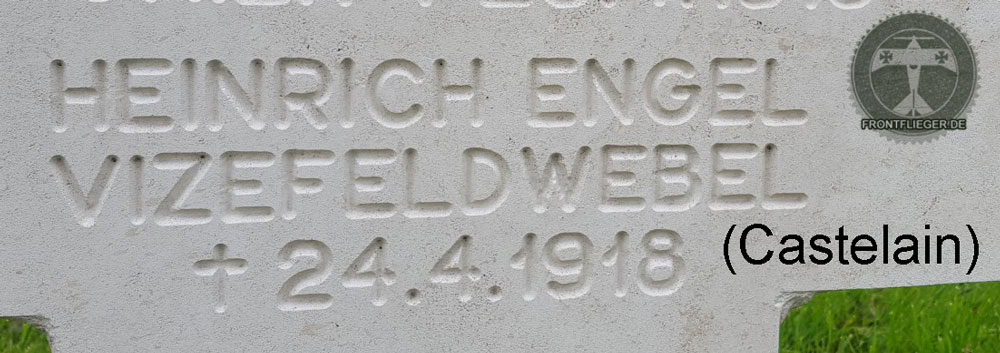 HEINRICH ENGEL
VIZEFELDWEBEL
† 24.4.1918
(Castelain)
FRONTFLIEGER.DE